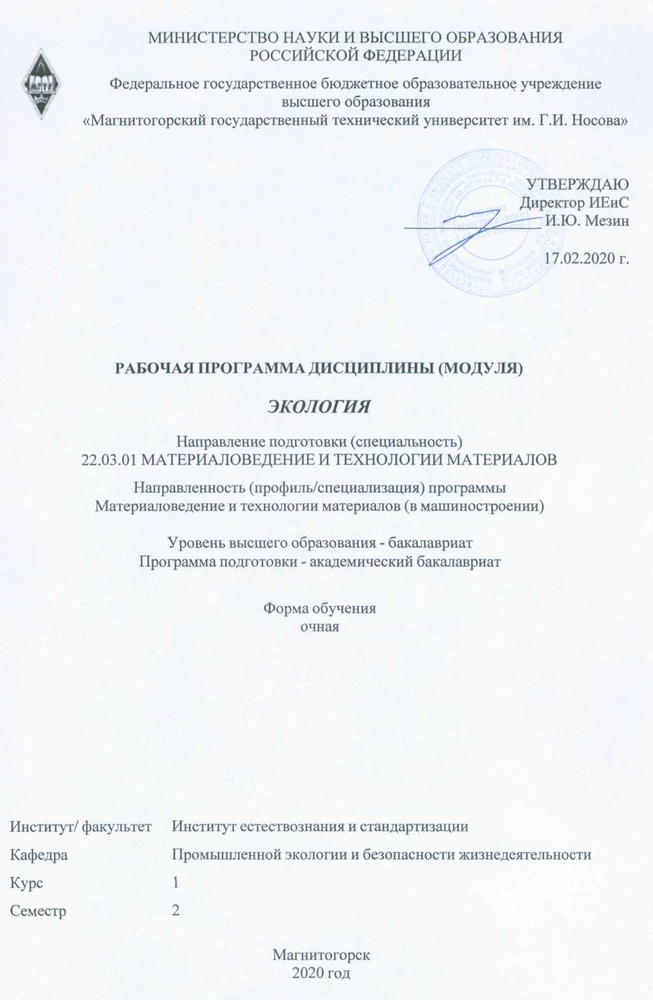 МИНИСТЕРСТВО НАУКИ И ВЫСШЕГО ОБРАЗОВАНИЯ
РОССИЙСКОЙ ФЕДЕРАЦИИ
Федеральное государственное бюджетное образовательное учреждение
высшего образования
«Магнитогорский государственный технический университет им. Г.И. Носова»
УТВЕРЖДАЮ
Директор ИЕиС
И.Ю. Мезин
17.02.2020 г.
РАБОЧАЯ ПРОГРАММА ДИСЦИПЛИНЫ (МОДУЛЯ)
ЭКОЛОГИЯ
Направление подготовки (специальность)
22.03.01 МАТЕРИАЛОВЕДЕНИЕ И ТЕХНОЛОГИИ МАТЕРИАЛОВ
Направленность (профиль/специализация) программы
Материаловедение и технологии материалов (в машиностроении)
Уровень высшего образования - бакалавриат
Программа подготовки - академический бакалавриат
Форма обучения
очная
Институт/ факультет Институт естествознания и стандартизации
Кафедра Промышленной экологии и безопасности жизнедеятельности
Курс 1
Семестр 2
Магнитогорск
2020 год